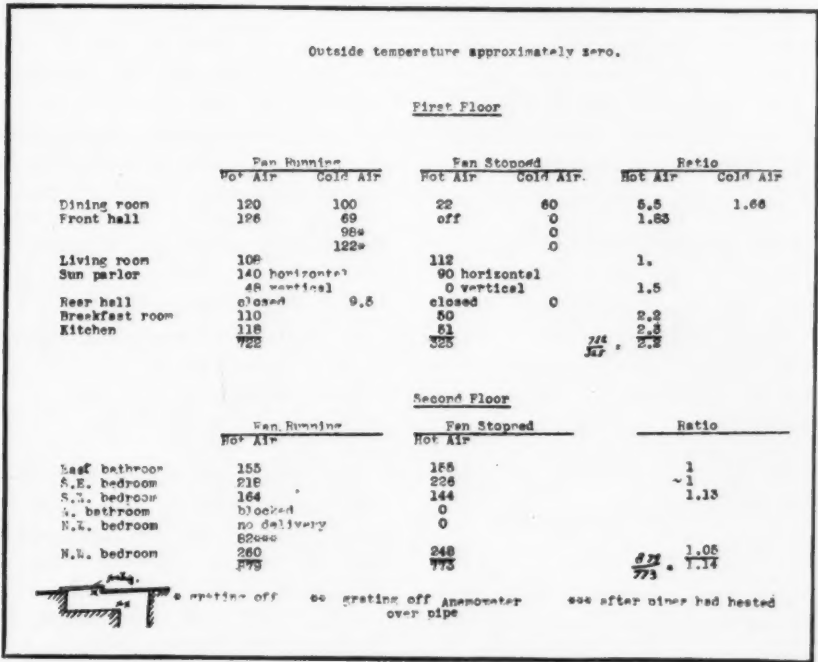 Outside temperature approximately zero.
First Floor
Fan Running Fan Stopped Ratio
Hot Air Cold Air Hot Air Cold Air. Hot Air Cold Air
Dining room 120 100 22 60 5.5 1.66
Front hall 126 69 off 0 1.83
98* 0
122* 0
Living room 108 112 1.
Sun parlor 140 horizontal 90 horizontal
48 vertical 0 vertical 1.5
Rear hall closed 9.5 closed 0
Breakfast room 110 50 2.2
Kitchen 118 51 2.3
722 325 = 2.2
Second Floor
Fan Running Fan Stopped Ratio
Hot Air Hot Air
East bathroom 155 155 1
S.E. bedroom 218 226 ~1
bedroom 164 144 1.13
bathroom blocked 0
bedroom no delivery 0
82***
bedroom 260 248 1.05
879 773 879/773 = 1.14
* grating off ** grating off Anemometer *** after pipes had heated
over pipe